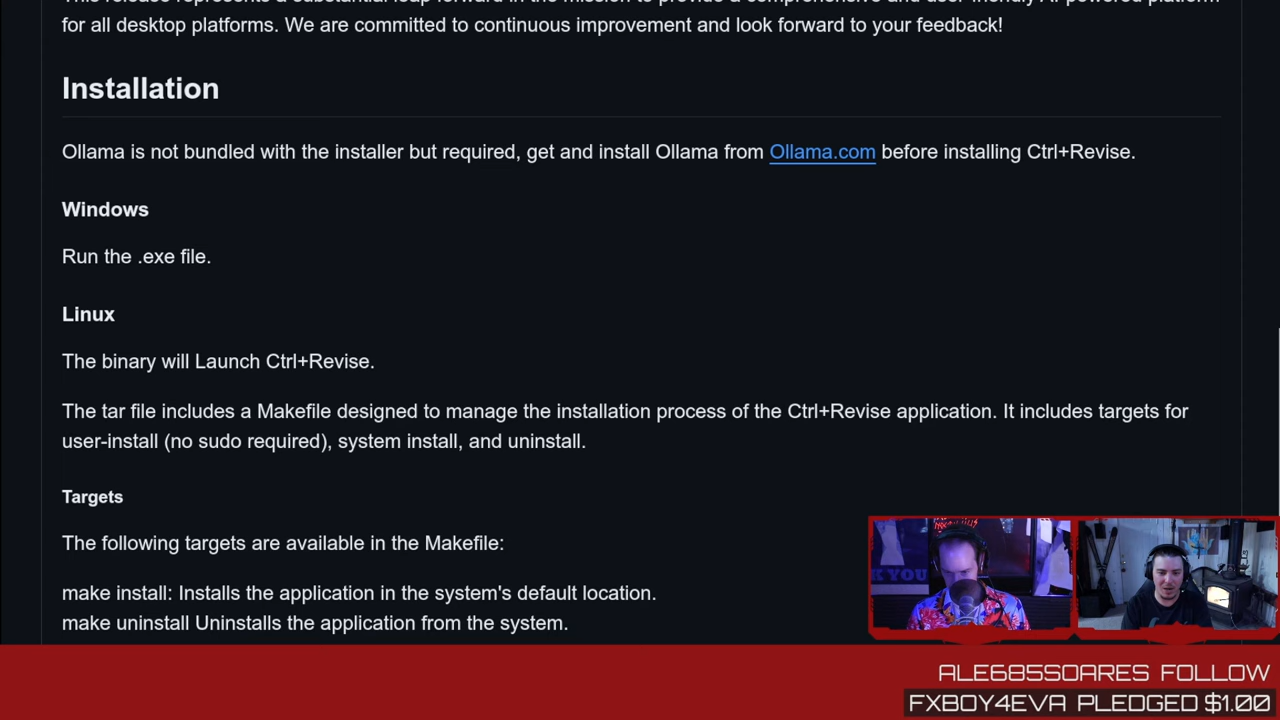 for all desktop platforms. We are committed to continuous improvement and look forward to your feedback!
Installation
Ollama is not bundled with the installer but required, get and install Ollama from Ollama.com before installing Ctrl+Revise.
Windows
Run the .exe file.
Linux
The binary will Launch Ctrl+Revise.
The tar file includes a Makefile designed to manage the installation process of the Ctrl+Revise application. It includes targets for
user-install (no sudo required), system install, and uninstall.
Targets
The following targets are available in the Makefile:
make install: Installs the application in the system's default location.
make uninstall Uninstalls the application from the system.
ALE685SOARES FOLLOW
FXBOY4EVA PLEDGED $1.00